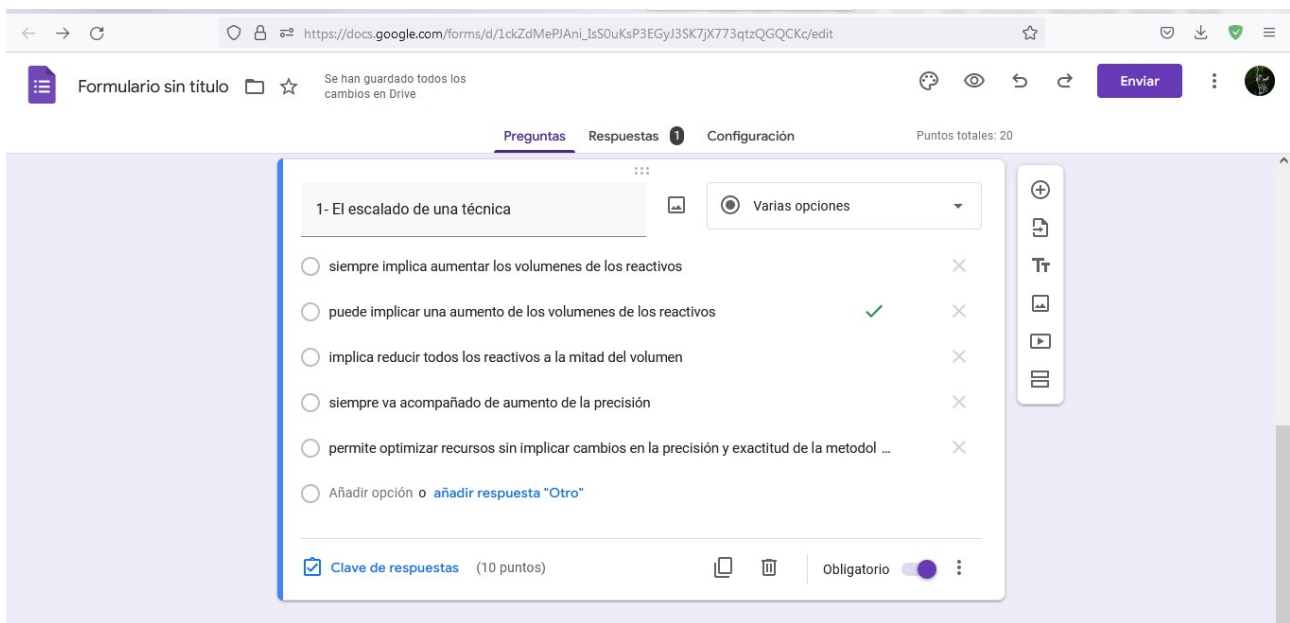 https://docs.google.com/forms/d/1ckZdMePJAni_IsS0uKsP3EGyJ3SK7jX773qtzQGQCKc/edit
Formulario sin título
Se han guardado todos los
cambios en Drive
Enviar
Preguntas Respuestas 1 Configuración Puntos totales: 20
1- El escalado de una técnica
Varias opciones
siempre implica aumentar los volumenes de los reactivos
puede implicar una aumento de los volumenes de los reactivos
implica reducir todos los reactivos a la mitad del volumen
siempre va acompañado de aumento de la precisión
permite optimizar recursos sin implicar cambios en la precisión y exactitud de la metodol ...
Añadir opción o añadir respuesta "Otro"
Clave de respuestas (10 puntos) Obligatorio